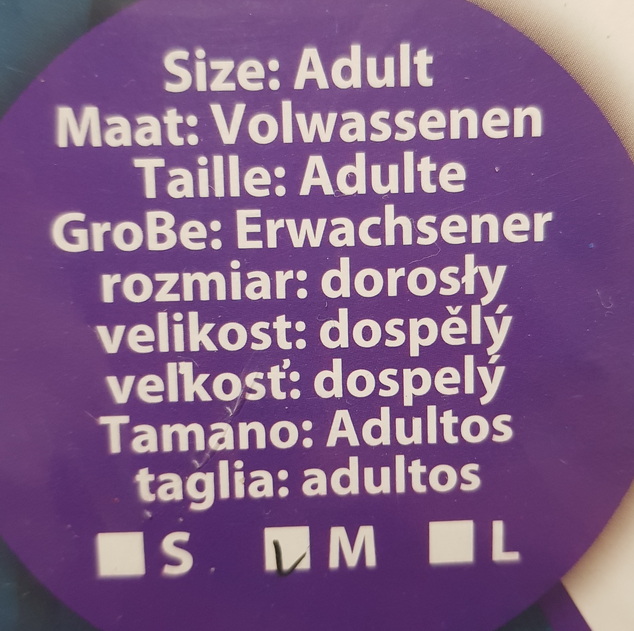 Size: Adult
Maat: Volwassenen
Taille: Adulte
GroBe: Erwachsener
rozmiar: dorosły
velikost: dospělý
veľkosť: dospelý
Tamano: Adultos
taglia: adultos
S M L